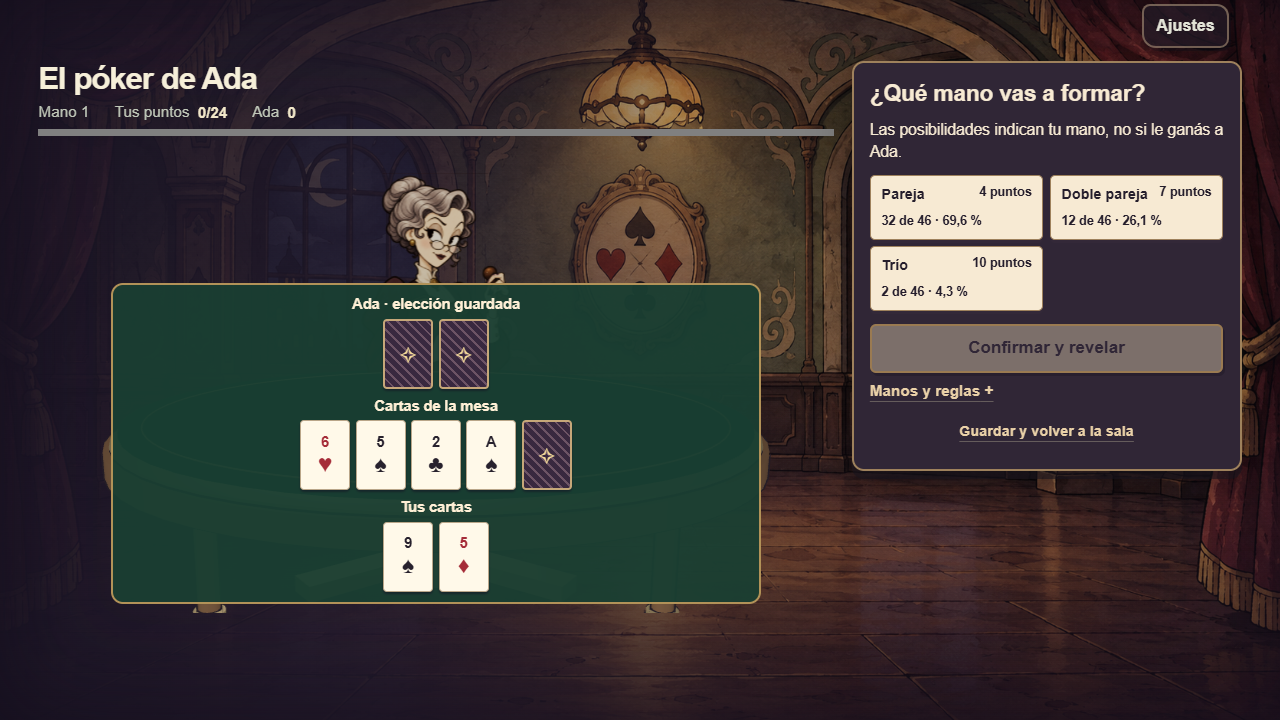 Ajustes
El póker de Ada
Mano 1 Tus puntos 0/24 Ada 0
¿Qué mano vas a formar?
Las posibilidades indican tu mano, no si le ganás a
Ada.
Pareja 4 puntos
32 de 46 · 69,6 %
Doble pareja 7 puntos
12 de 46 · 26,1 %
Trío 10 puntos
2 de 46 · 4,3 %
Confirmar y revelar
Manos y reglas +
Guardar y volver a la sala
Ada · elección guardada
Cartas de la mesa
6 5 2 A
♥ ♠ ♣ ♠
Tus cartas
9 5
♠ ♦